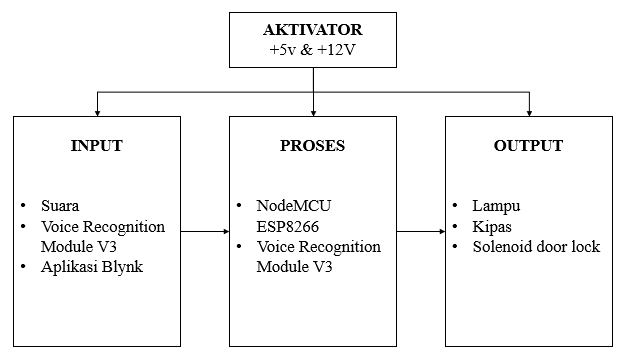 AKTIVATOR
+5v & +12V
INPUT
• Suara
• Voice Recognition
Module V3
• Aplikasi Blynk
PROSES
• NodeMCU
ESP8266
• Voice Recognition
Module V3
OUTPUT
• Lampu
• Kipas
• Solenoid door lock